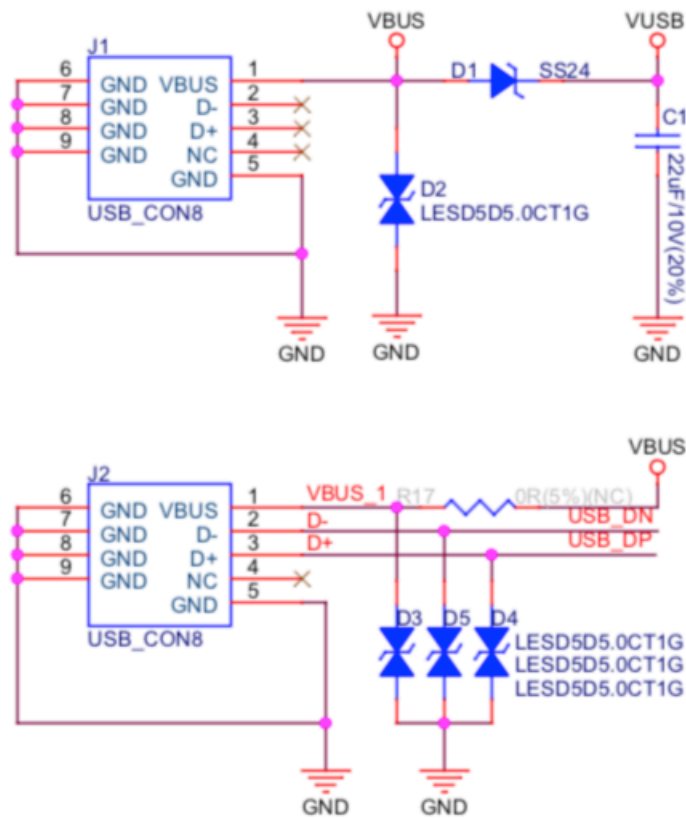 VBUS
VUSB
J1
D1
SS24
6 GND VBUS 1
7 GND D- 2
8 GND D+ 3
9 GND NC 4
GND 5
USB_CON8
C1
22uF/10V(20%)
D2
LESD5D5.0CT1G
GND
GND
GND
VBUS
J2
VBUS_1
R17
0R(5%)(NC)
6 GND VBUS 1
7 GND D- 2
8 GND D+ 3
9 GND NC 4
GND 5
USB_CON8
D-
USB_DN
D+
USB_DP
D3
D5
D4
LESD5D5.0CT1G
LESD5D5.0CT1G
LESD5D5.0CT1G
GND
GND